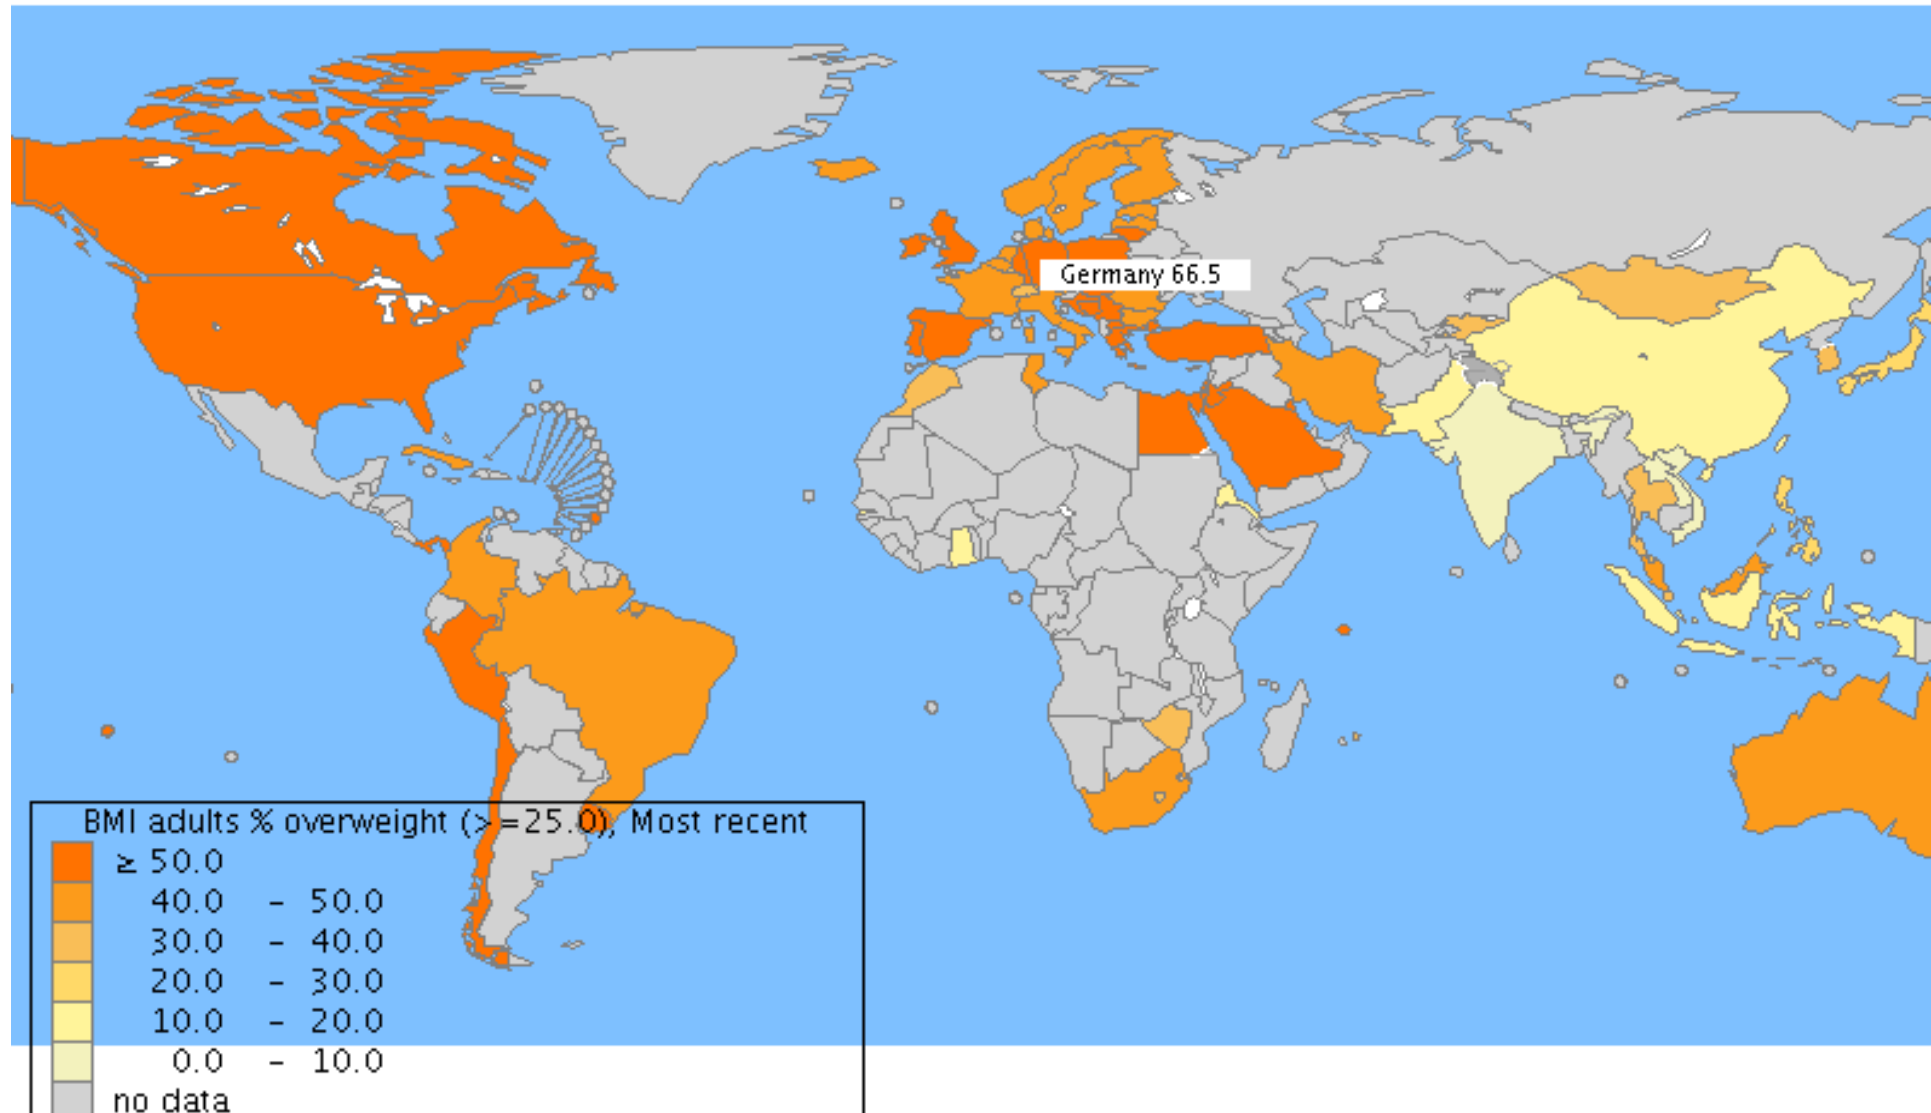 Germany 66.5
BMI adults % overweight (>=25.0), Most recent
≥ 50.0
40.0 - 50.0
30.0 - 40.0
20.0 - 30.0
10.0 - 20.0
0.0 - 10.0
no data